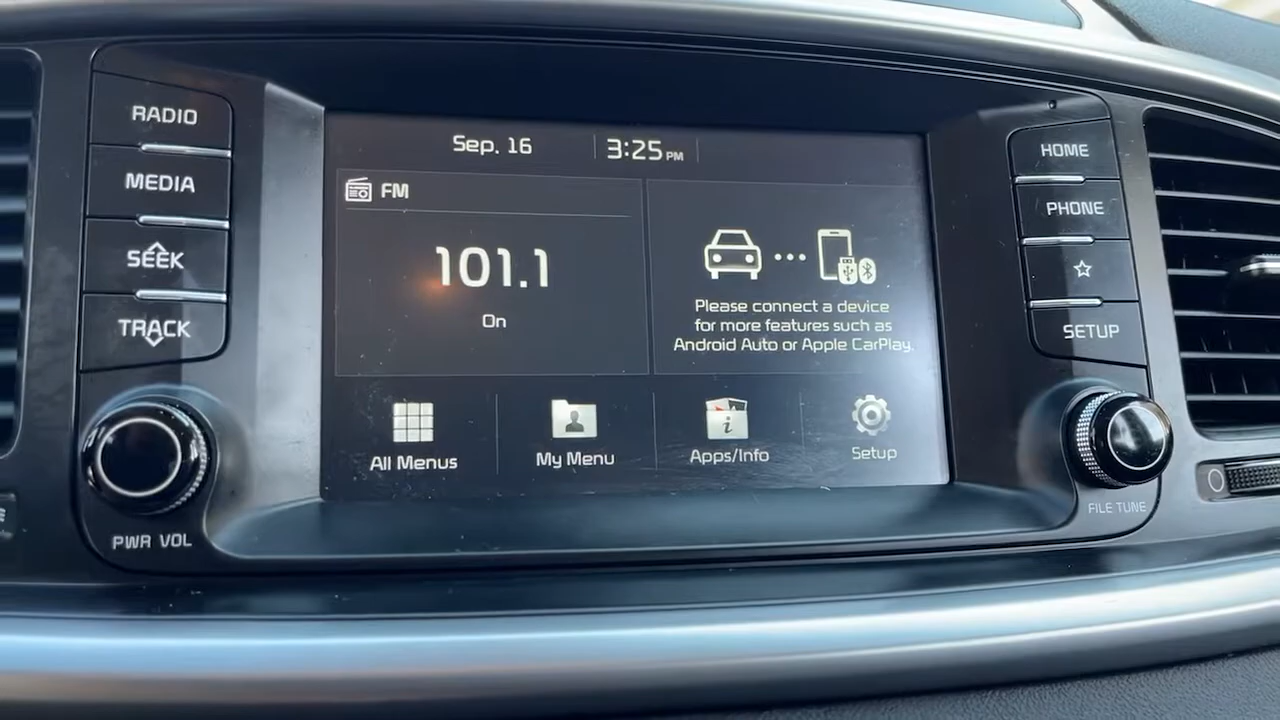 RADIO
MEDIA
SEEK
TRACK
PWR VOL
Sep. 16
3:25 PM
FM
101.1
On
Please connect a device
for more features such as
Android Auto or Apple CarPlay.
All Menus
My Menu
Apps/Info
Setup
HOME
PHONE
SETUP
FILE TUNE